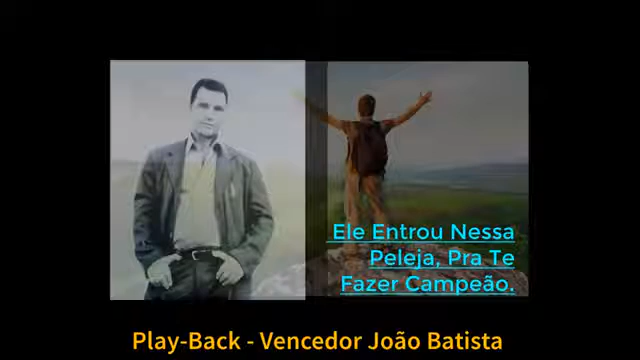 Ele Entrou Nessa
Peleja, Pra Te
Fazer Campeão.
Play-Back - Vencedor João Batista